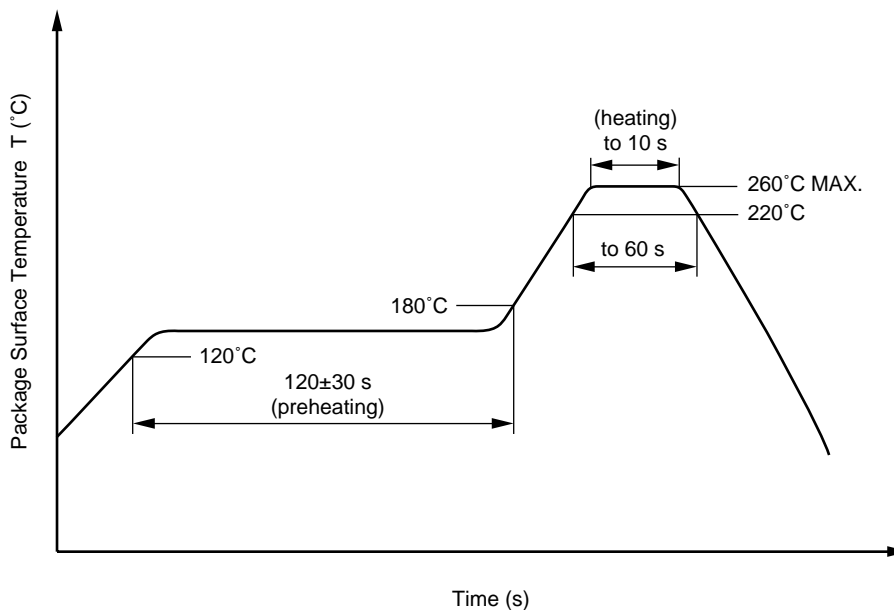 Package Surface Temperature T (˚C)
(heating)
to 10 s
260˚C MAX.
220˚C
to 60 s
180˚C
120˚C
120±30 s
(preheating)
Time (s)